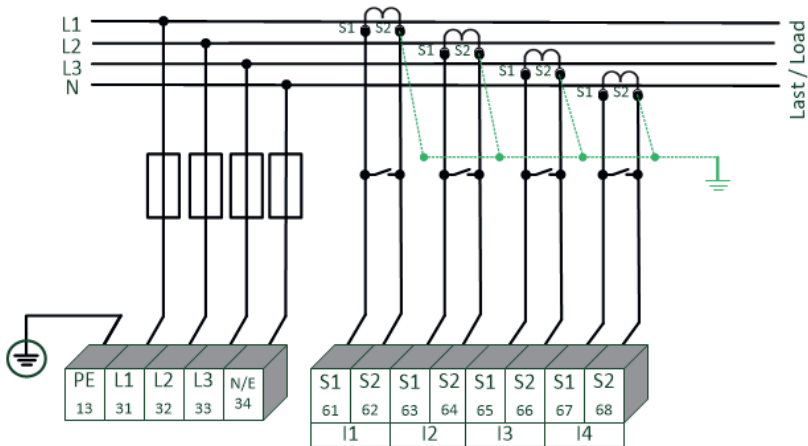 L1
L2
L3
N
S1 S2
S1 S2
S1 S2
S1 S2
Last / Load
PE L1 L2 L3 N/E
13 31 32 33 34
S1 S2 S1 S2 S1 S2 S1 S2
61 62 63 64 65 66 67 68
I1 I2 I3 I4